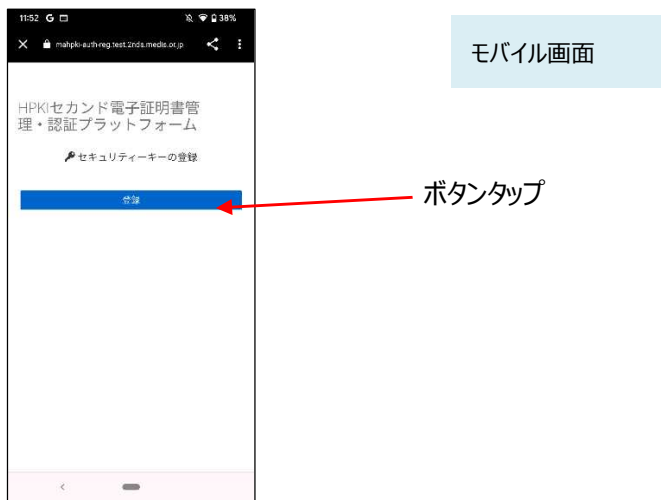 11:52 G 38%
mahpki-auth-reg.test.2nds.medis.or.jp
モバイル画面
HPKIセカンド電子証明書管
理・認証プラットフォーム
セキュリティーキーの登録
登録
ボタンタップ